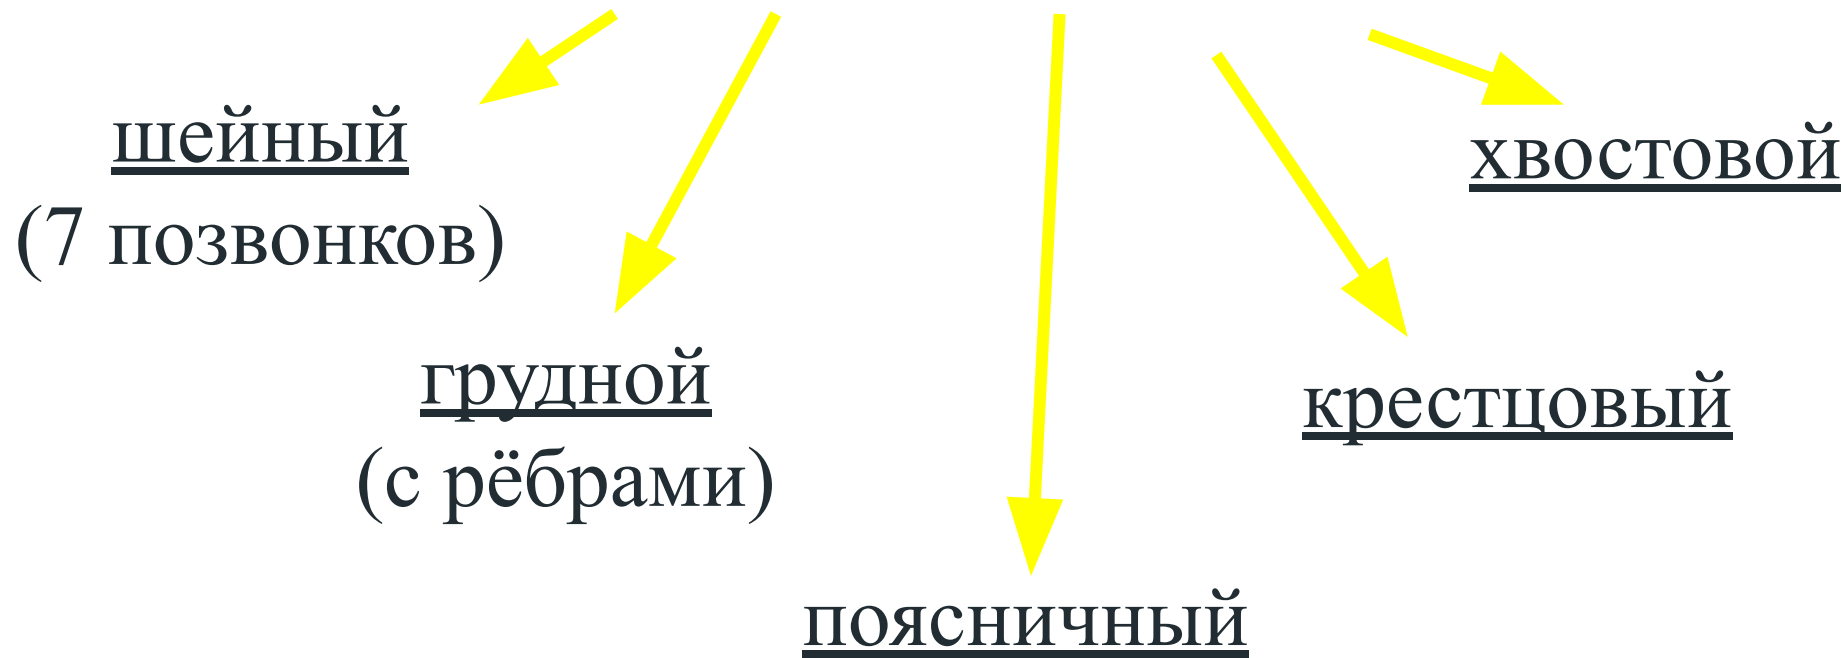 шейный
(7 позвонков)
грудной
(с рёбрами)
поясничный
крестцовый
хвостовой